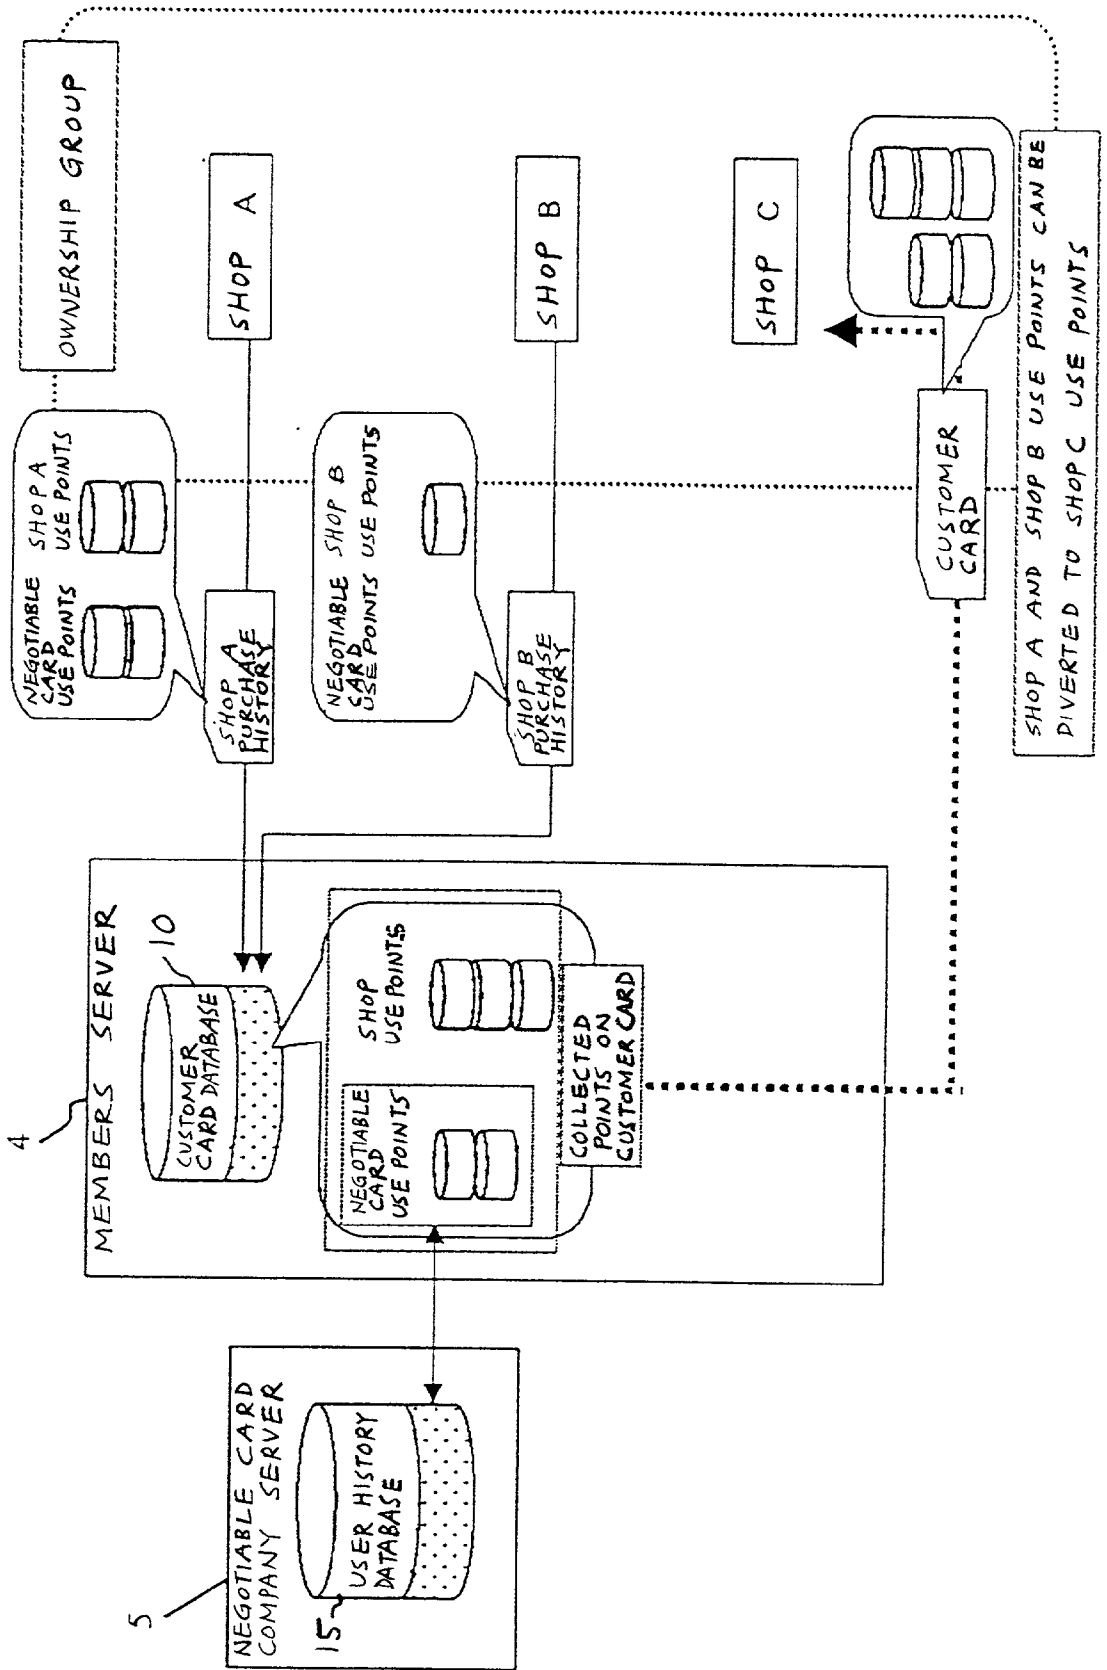 5
NEGOTIABLE CARD
COMPANY SERVER
USER HISTORY
DATABASE
15
4
MEMBERS SERVER
10
CUSTOMER
CARD DATABASE
NEGOTIABLE
CARD
USE POINTS
SHOP
USE POINTS
COLLECTED
POINTS ON
CUSTOMER CARD
NEGOTIABLE
CARD
USE POINTS
SHOP A
USE POINTS
SHOP A
PURCHASE
HISTORY
OWNERSHIP GROUP
SHOP A
NEGOTIABLE
CARD
USE POINTS
SHOP B
USE POINTS
SHOP B
PURCHASE
HISTORY
SHOP B
SHOP C
CUSTOMER
CARD
SHOP A AND SHOP B USE POINTS CAN BE
DIVERTED TO SHOP C USE POINTS